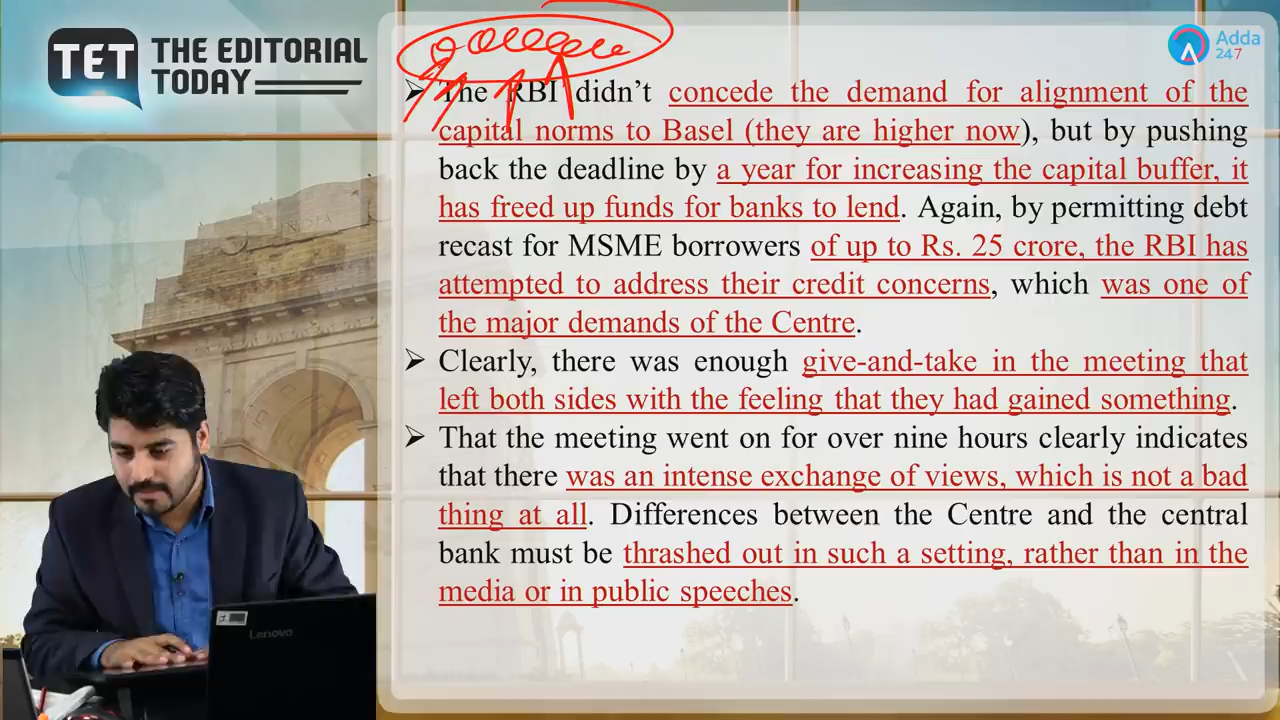 TET THE EDITORIAL
TODAY
Adda
247
The RBI didn’t concede the demand for alignment of the
capital norms to Basel (they are higher now), but by pushing
back the deadline by a year for increasing the capital buffer, it
has freed up funds for banks to lend. Again, by permitting debt
recast for MSME borrowers of up to Rs. 25 crore, the RBI has
attempted to address their credit concerns, which was one of
the major demands of the Centre.
Clearly, there was enough give-and-take in the meeting that
left both sides with the feeling that they had gained something.
That the meeting went on for over nine hours clearly indicates
that there was an intense exchange of views, which is not a bad
thing at all. Differences between the Centre and the central
bank must be thrashed out in such a setting, rather than in the
media or in public speeches.
Lenovo